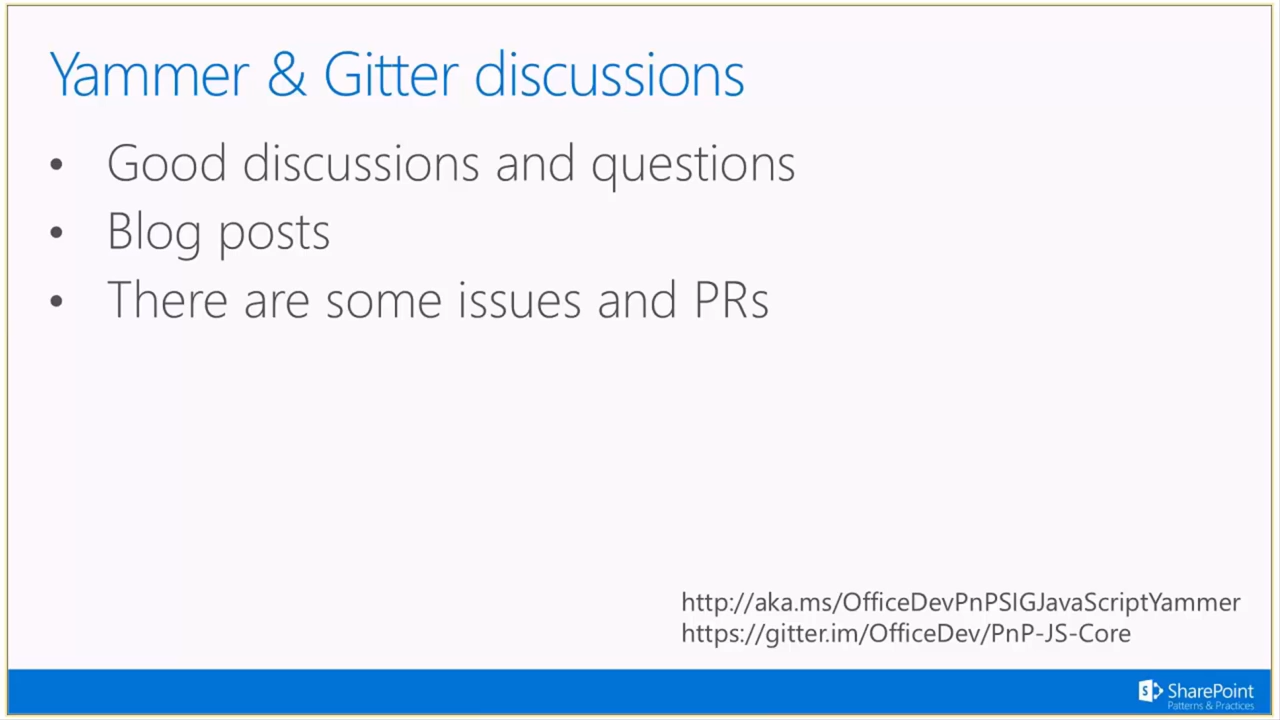 Yammer & Gitter discussions
• Good discussions and questions
• Blog posts
• There are some issues and PRs
http://aka.ms/OfficeDevPnPSIGJavaScriptYammer
https://gitter.im/OfficeDev/PnP-JS-Core
S SharePoint
Patterns & Practices